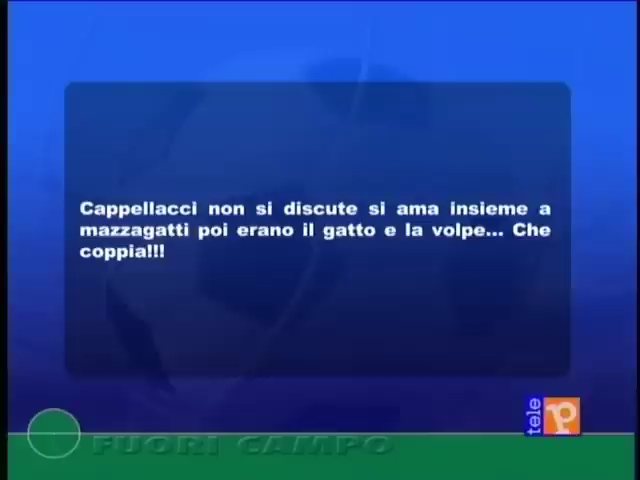 Cappellacci non si discute si ama insieme a
mazzagatti poi erano il gatto e la volpe... Che
coppia!!!
tele p
FUORI CAMPO